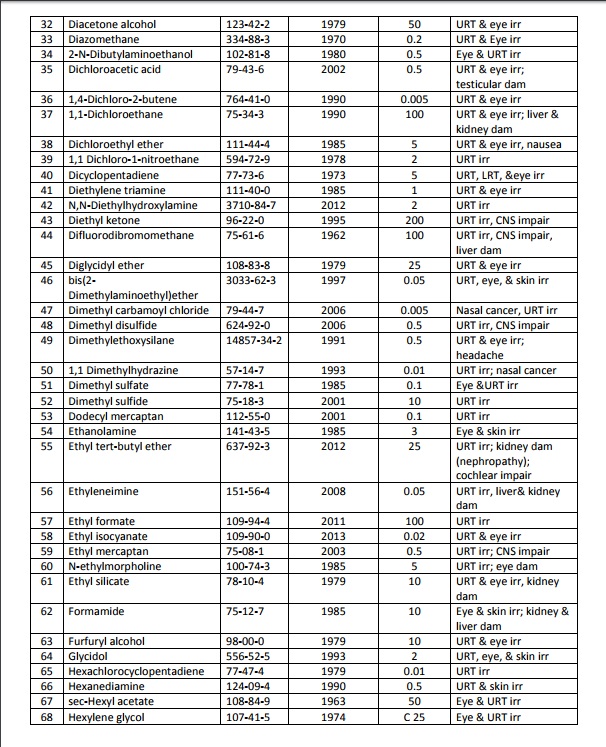 32 Diacetone alcohol 123-42-2 1979 50 URT & eye irr
33 Diazomethane 334-88-3 1970 0.2 URT & Eye irr
34 2-N-Dibutylaminoethanol 102-81-8 1980 0.5 Eye & URT irr
35 Dichloroacetic acid 79-43-6 2002 0.5 URT & eye irr;
testicular dam
36 1,4-Dichloro-2-butene 764-41-0 1990 0.005 URT & eye irr
37 1,1-Dichloroethane 75-34-3 1990 100 URT & eye irr; liver &
kidney dam
38 Dichloroethyl ether 111-44-4 1985 5 URT & eye irr, nausea
39 1,1 Dichloro-1-nitroethane 594-72-9 1978 2 URT irr
40 Dicyclopentadiene 77-73-6 1973 5 URT, LRT, &eye irr
41 Diethylene triamine 111-40-0 1985 1 URT & eye irr
42 N,N-Diethylhydroxylamine 3710-84-7 2012 2 URT irr
43 Diethyl ketone 96-22-0 1995 200 URT irr, CNS impair
44 Difluorodibromomethane 75-61-6 1962 100 URT irr, CNS impair,
liver dam
45 Diglycidyl ether 108-83-8 1979 25 URT & eye irr
46 bis(2- 3033-62-3 1997 0.05 URT, eye, & skin irr
Dimethylaminoethyl)ether
47 Dimethyl carbamoyl chloride 79-44-7 2006 0.005 Nasal cancer, URT irr
48 Dimethyl disulfide 624-92-0 2006 0.5 URT irr, CNS impair
49 Dimethylethoxysilane 14857-34-2 1991 0.5 URT & eye irr;
headache
50 1,1 Dimethylhydrazine 57-14-7 1993 0.01 URT irr; nasal cancer
51 Dimethyl sulfate 77-78-1 1985 0.1 Eye &URT irr
52 Dimethyl sulfide 75-18-3 2001 10 URT irr
53 Dodecyl mercaptan 112-55-0 2001 0.1 URT irr
54 Ethanolamine 141-43-5 1985 3 Eye & skin irr
55 Ethyl tert-butyl ether 637-92-3 2012 25 URT irr; kidney dam
(nephropathy);
cochlear impair
56 Ethyleneimine 151-56-4 2008 0.05 URT irr, liver& kidney
dam
57 Ethyl formate 109-94-4 2011 100 URT irr
58 Ethyl isocyanate 109-90-0 2013 0.02 URT & eye irr
59 Ethyl mercaptan 75-08-1 2003 0.5 URT irr; CNS impair
60 N-ethylmorpholine 100-74-3 1985 5 URT irr; eye dam
61 Ethyl silicate 78-10-4 1979 10 URT & eye irr, kidney
dam
62 Formamide 75-12-7 1985 10 Eye & skin irr; kidney &
liver dam
63 Furfuryl alcohol 98-00-0 1979 10 URT & eye irr
64 Glycidol 556-52-5 1993 2 URT, eye, & skin irr
65 Hexachlorocyclopentadiene 77-47-4 1979 0.01 URT irr
66 Hexanediamine 124-09-4 1990 0.5 URT & skin irr
67 sec-Hexyl acetate 108-84-9 1963 50 Eye & URT irr
68 Hexylene glycol 107-41-5 1974 C 25 Eye & URT irr